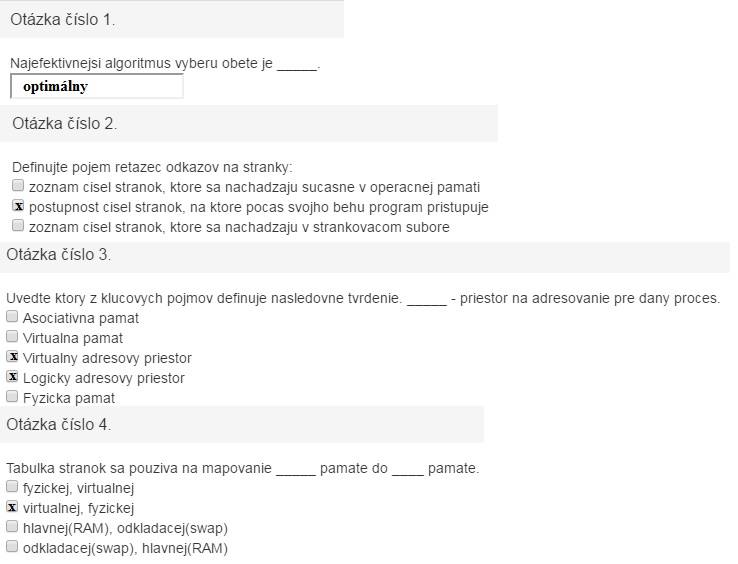 Otázka číslo 1.
Najefektivnejsi algoritmus vyberu obete je _____.
optimálny
Otázka číslo 2.
Definujte pojem retazec odkazov na stranky:
zoznam cisel stranok, ktore sa nachadzaju sucasne v operacnej pamati
x postupnost cisel stranok, na ktore pocas svojho behu program pristupuje
zoznam cisel stranok, ktore sa nachadzaju v strankovacom subore
Otázka číslo 3.
Uvedte ktory z klucovych pojmov definuje nasledovne tvrdenie. _____ - priestor na adresovanie pre dany proces.
Asociativna pamat
Virtualna pamat
x Virtualny adresovy priestor
x Logicky adresovy priestor
Fyzicka pamat
Otázka číslo 4.
Tabulka stranok sa pouziva na mapovanie _____ pamate do ____ pamate.
fyzickej, virtualnej
x virtualnej, fyzickej
hlavnej(RAM), odkladacej(swap)
odkladacej(swap), hlavnej(RAM)